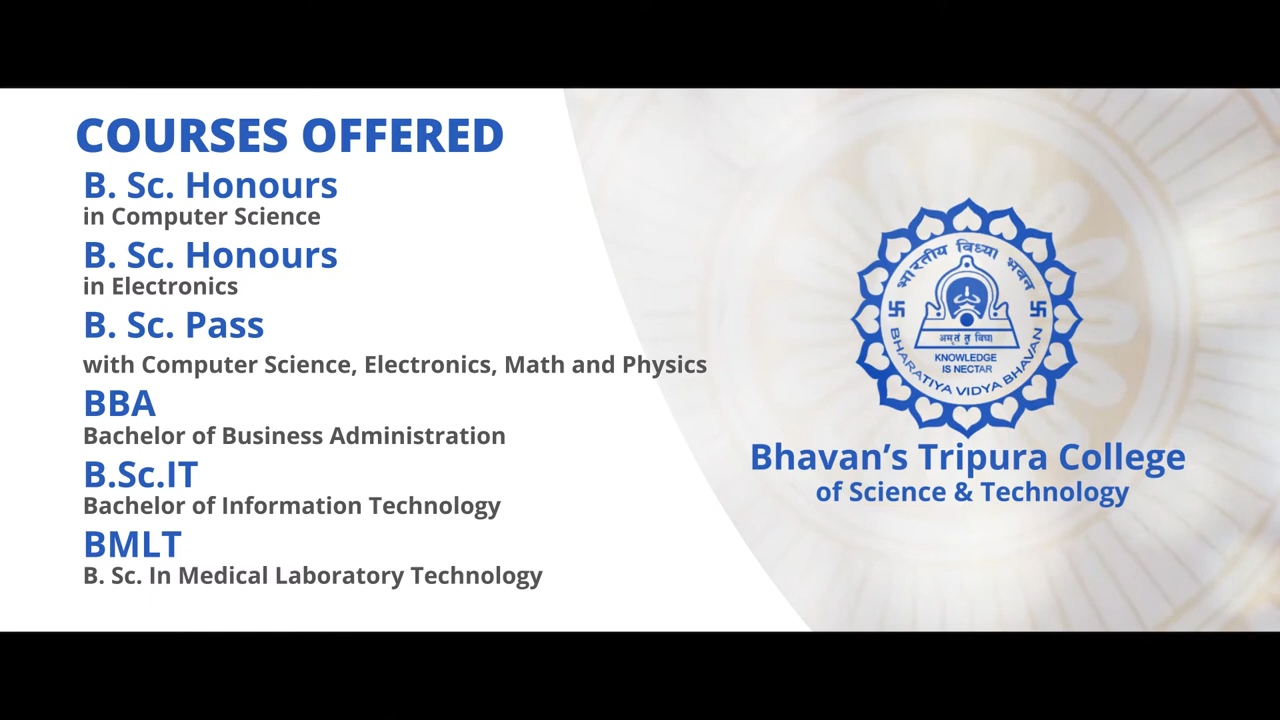 COURSES OFFERED
B. Sc. Honours
in Computer Science
B. Sc. Honours
in Electronics
B. Sc. Pass
with Computer Science, Electronics, Math and Physics
BBA
Bachelor of Business Administration
B.Sc.IT
Bachelor of Information Technology
BMLT
B. Sc. In Medical Laboratory Technology
भारतीय विद्या भवन
अमृतं तु विद्या
KNOWLEDGE
IS NECTAR
BHARATIYA VIDYA BHAVAN
Bhavan’s Tripura College
of Science & Technology